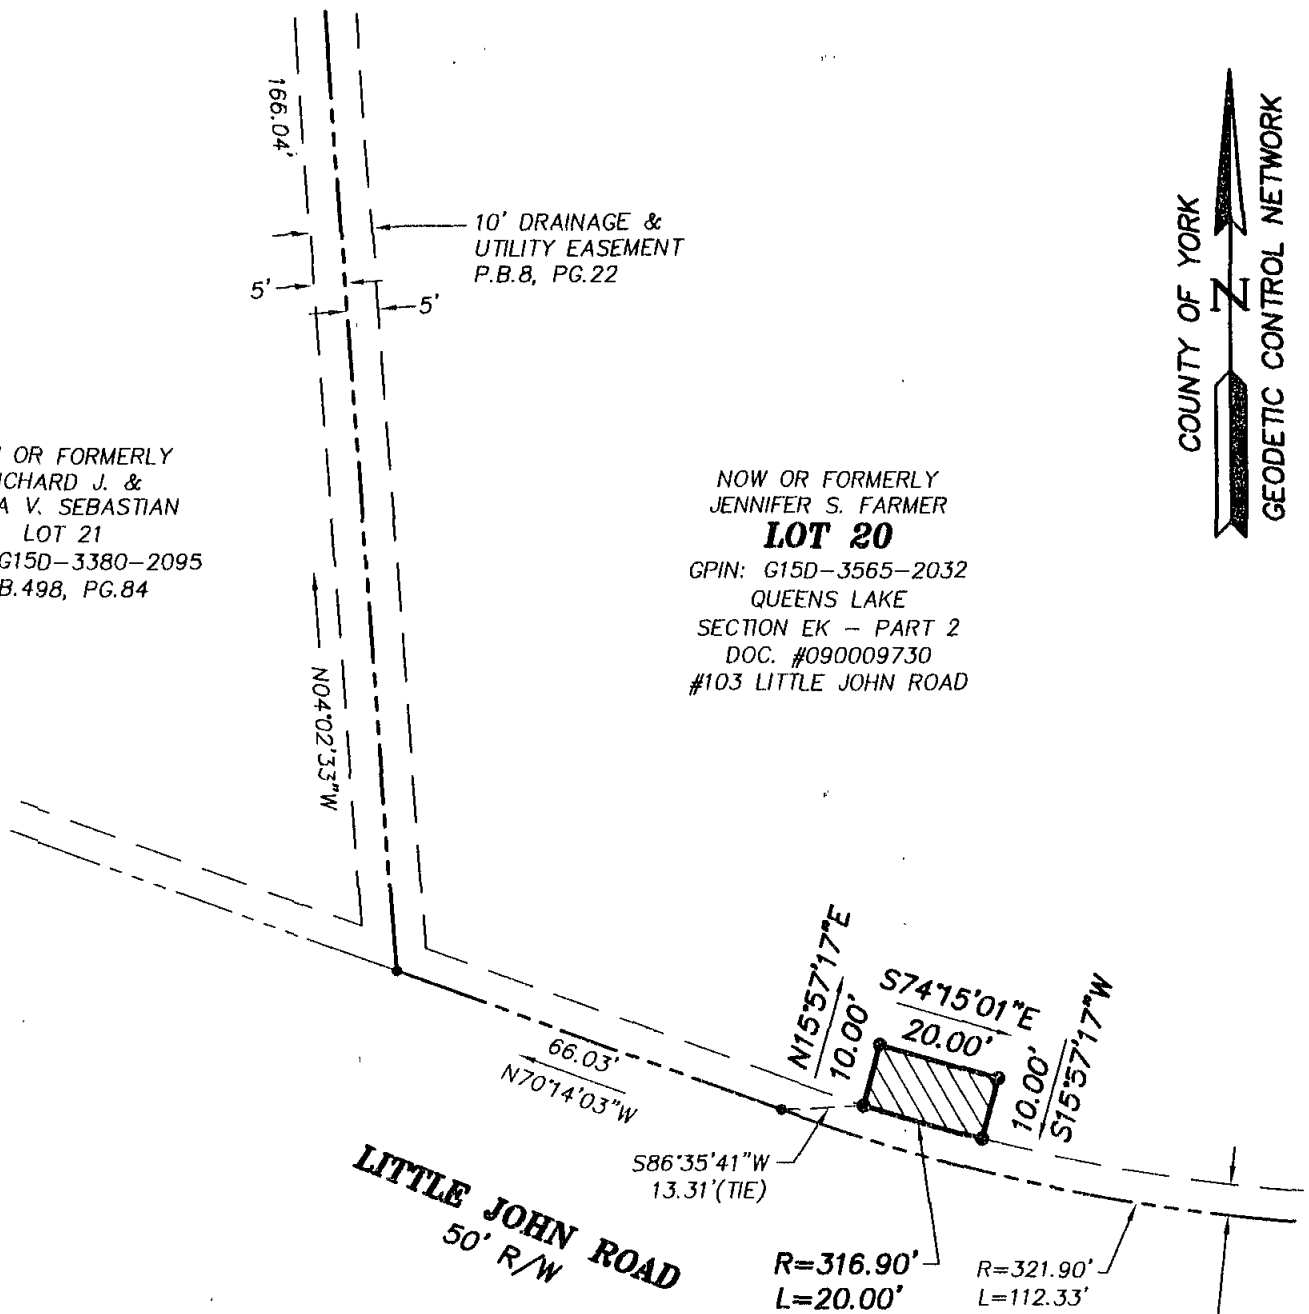 166.04'
10' DRAINAGE &
UTILITY EASEMENT
P.B.8, PG.22
5'
5'
COUNTY OF YORK
N
GEODETIC CONTROL NETWORK
OR FORMERLY
V. SEBASTIAN
LOT 21
G15D-3380-2095
PG.84
N04°02'33"W
NOW OR FORMERLY
JENNIFER S. FARMER
LOT 20
GPIN: G15D-3565-2032
QUEENS LAKE
SECTION EK - PART 2
DOC. #090009730
#103 LITTLE JOHN ROAD
N15°57'17"E
10.00'
S74°15'01"E
20.00'
10.00'
S15°57'17"W
66.03'
N70°14'03"W
S86°35'41"W
13.31'(TIE)
LITTLE JOHN ROAD
50' R/W
R=316.90'
L=20.00'
R=321.90'
L=112.33'